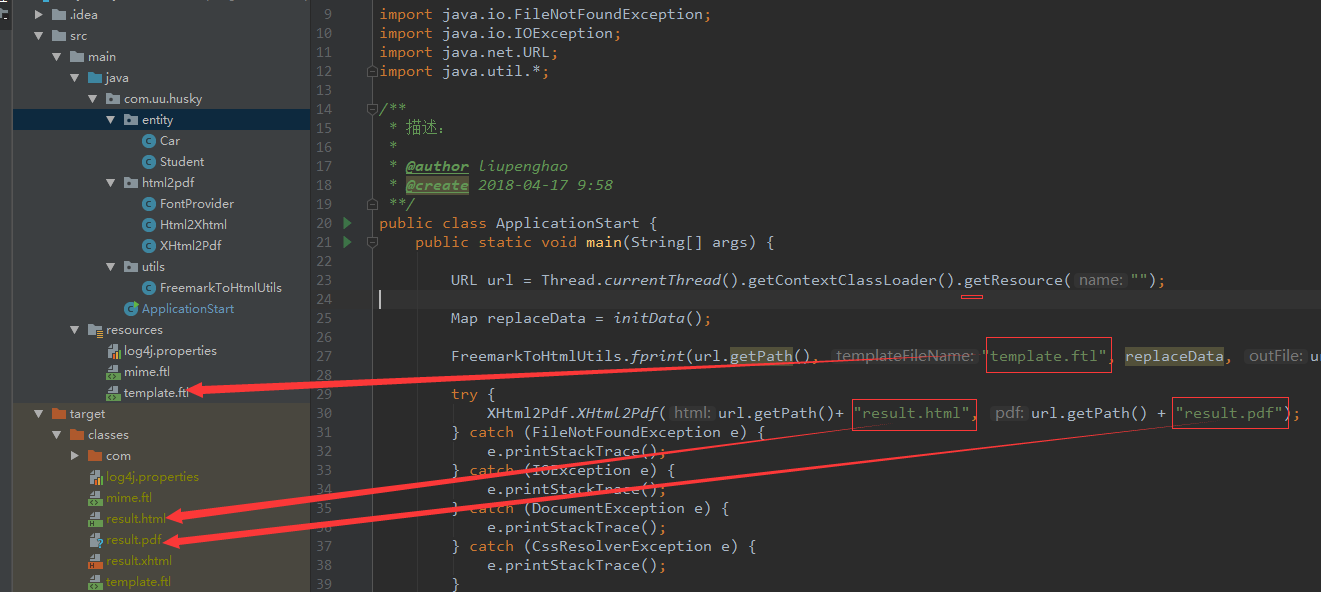 .idea
src
main
java
com.uu.husky
entity
Car
Student
html2pdf
FontProvider
Html2Xhtml
XHtml2Pdf
utils
FreemarkToHtmlUtils
ApplicationStart
resources
log4j.properties
mime.ftl
template.ftl
target
classes
com
log4j.properties
mime.ftl
result.html
result.pdf
result.xhtml
template.ftl
9 import java.io.FileNotFoundException;
10 import java.io.IOException;
11 import java.net.URL;
12 import java.util.*;
13
14 /**
15 * 描述:
16 *
17 * @author liupenghao
18 * @create 2018-04-17 9:58
19 **/
20 public class ApplicationStart {
21 public static void main(String[] args) {
22
23 URL url = Thread.currentThread().getContextClassLoader().getResource( name: "");
24
25 Map replaceData = initData();
26
27 FreemarkToHtmlUtils.fprint(url.getPath(), templateFileName: "template.ftl", replaceData, outFile: u
28
29 try {
30 XHtml2Pdf.XHtml2Pdf( html: url.getPath()+ "result.html", pdf: url.getPath() + "result.pdf");
31 } catch (FileNotFoundException e) {
32 e.printStackTrace();
33 } catch (IOException e) {
34 e.printStackTrace();
35 } catch (DocumentException e) {
36 e.printStackTrace();
37 } catch (CssResolverException e) {
38 e.printStackTrace();
39 }